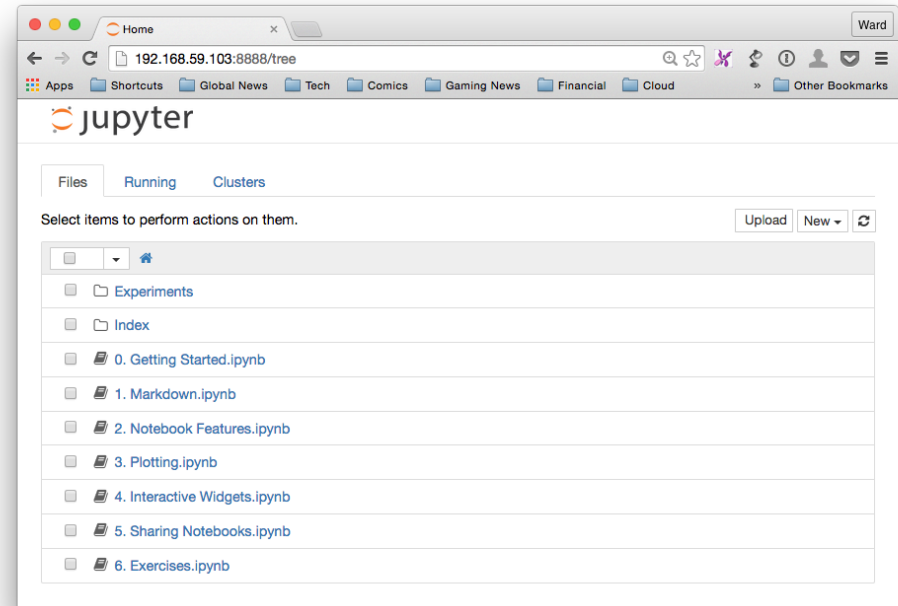 Home
Ward
192.168.59.103:8888/tree
Apps Shortcuts Global News Tech Comics Gaming News Financial Cloud » Other Bookmarks
jupyter
Files Running Clusters
Select items to perform actions on them.
Upload New
Experiments
Index
0. Getting Started.ipynb
1. Markdown.ipynb
2. Notebook Features.ipynb
3. Plotting.ipynb
4. Interactive Widgets.ipynb
5. Sharing Notebooks.ipynb
6. Exercises.ipynb